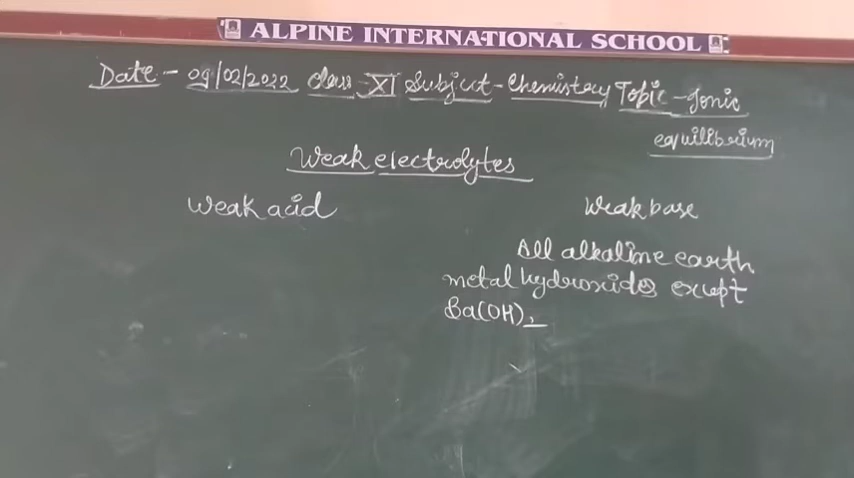 ALPINE INTERNATIONAL SCHOOL
Date - 09/02/2022 Class - XI Subject - Chemistry Topic - Ionic
equilibrium
Weak electrolytes
Weak acid Weak base
All alkaline earth
metal hydroxides except
Ba(OH)2